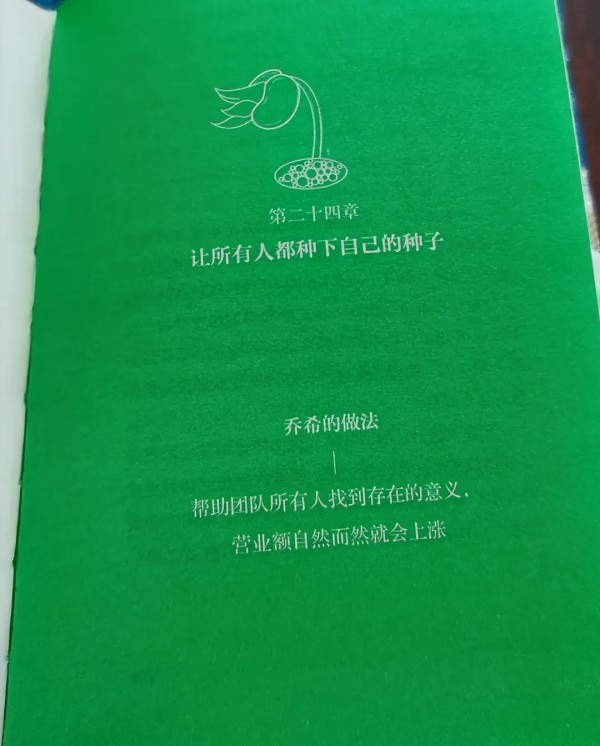 第二十四章
让所有人都种下自己的种子
乔希的做法
帮助团队所有人找到存在的意义，
营业额自然而然就会上涨